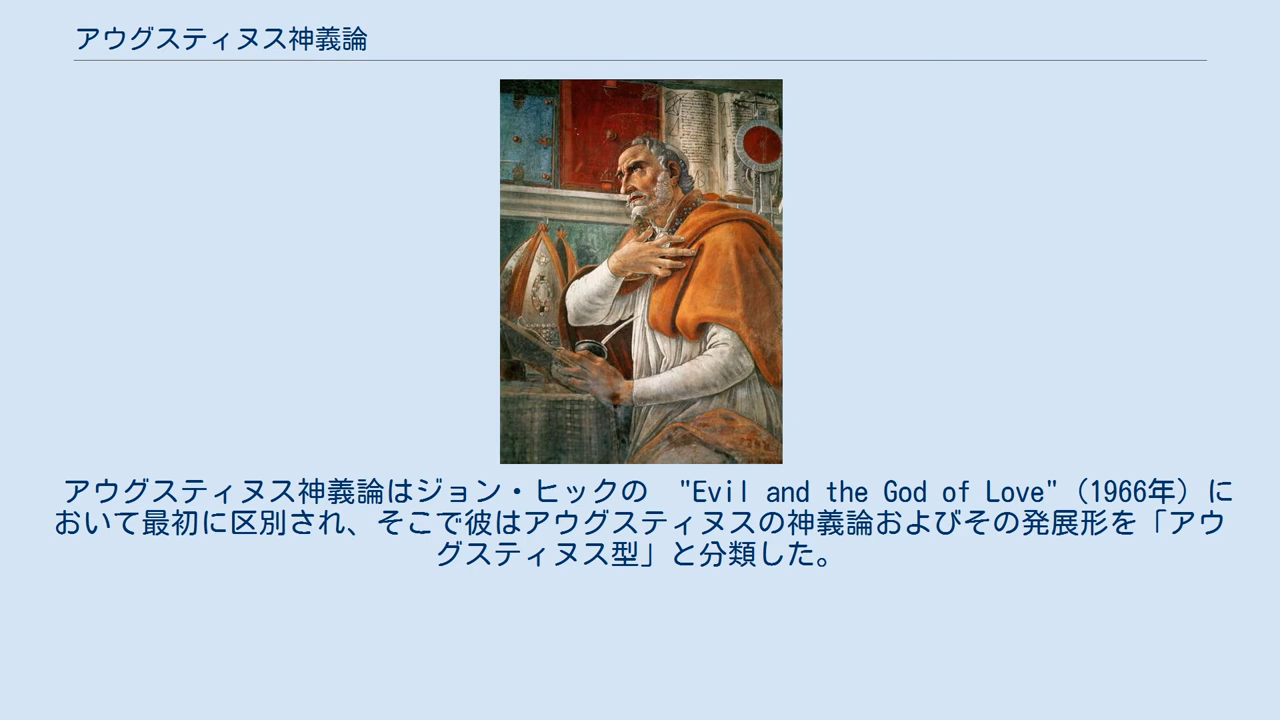 アウグスティヌス神義論
アウグスティヌス神義論はジョン・ヒックの　"Evil and the God of Love"（1966年）に
おいて最初に区別され、そこで彼はアウグスティヌスの神義論およびその発展形を「アウ
グスティヌス型」と分類した。